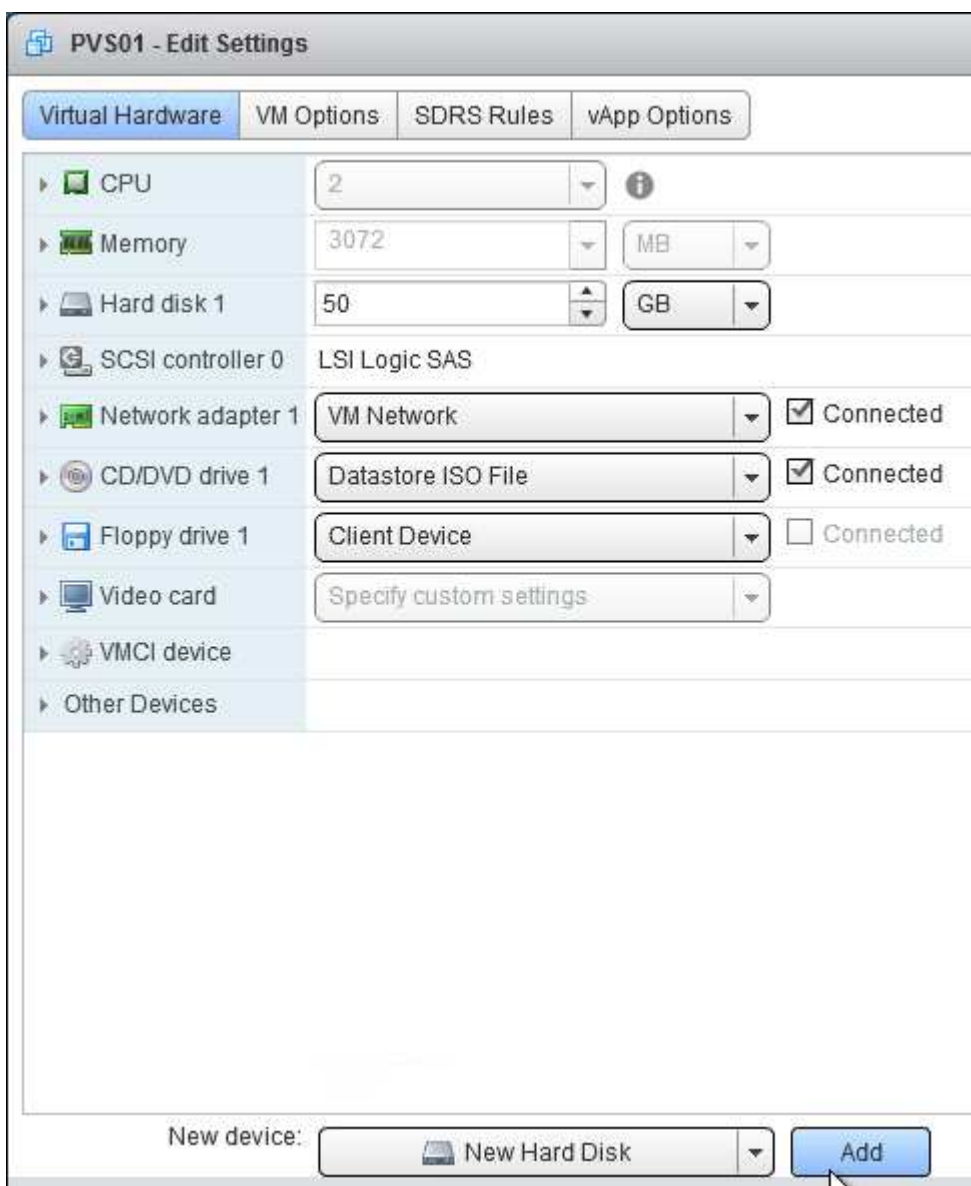 PVS01 - Edit Settings
Virtual Hardware VM Options SDRS Rules vApp Options
CPU 2
Memory 3072 MB
Hard disk 1 50 GB
SCSI controller 0 LSI Logic SAS
Network adapter 1 VM Network Connected
CD/DVD drive 1 Datastore ISO File Connected
Floppy drive 1 Client Device Connected
Video card Specify custom settings
VMCI device
Other Devices
New device: New Hard Disk Add